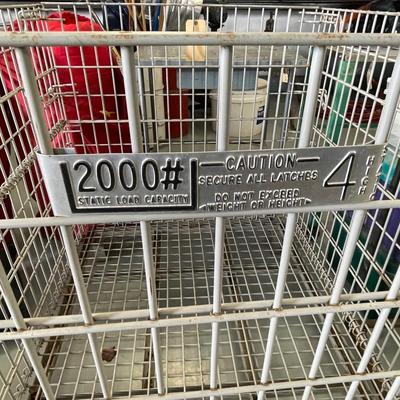 2000#
STATIC LOAD CAPACITY
CAUTION
SECURE ALL LATCHES
DO NOT EXCEED
WEIGHT OR HEIGHT
4 HIGH